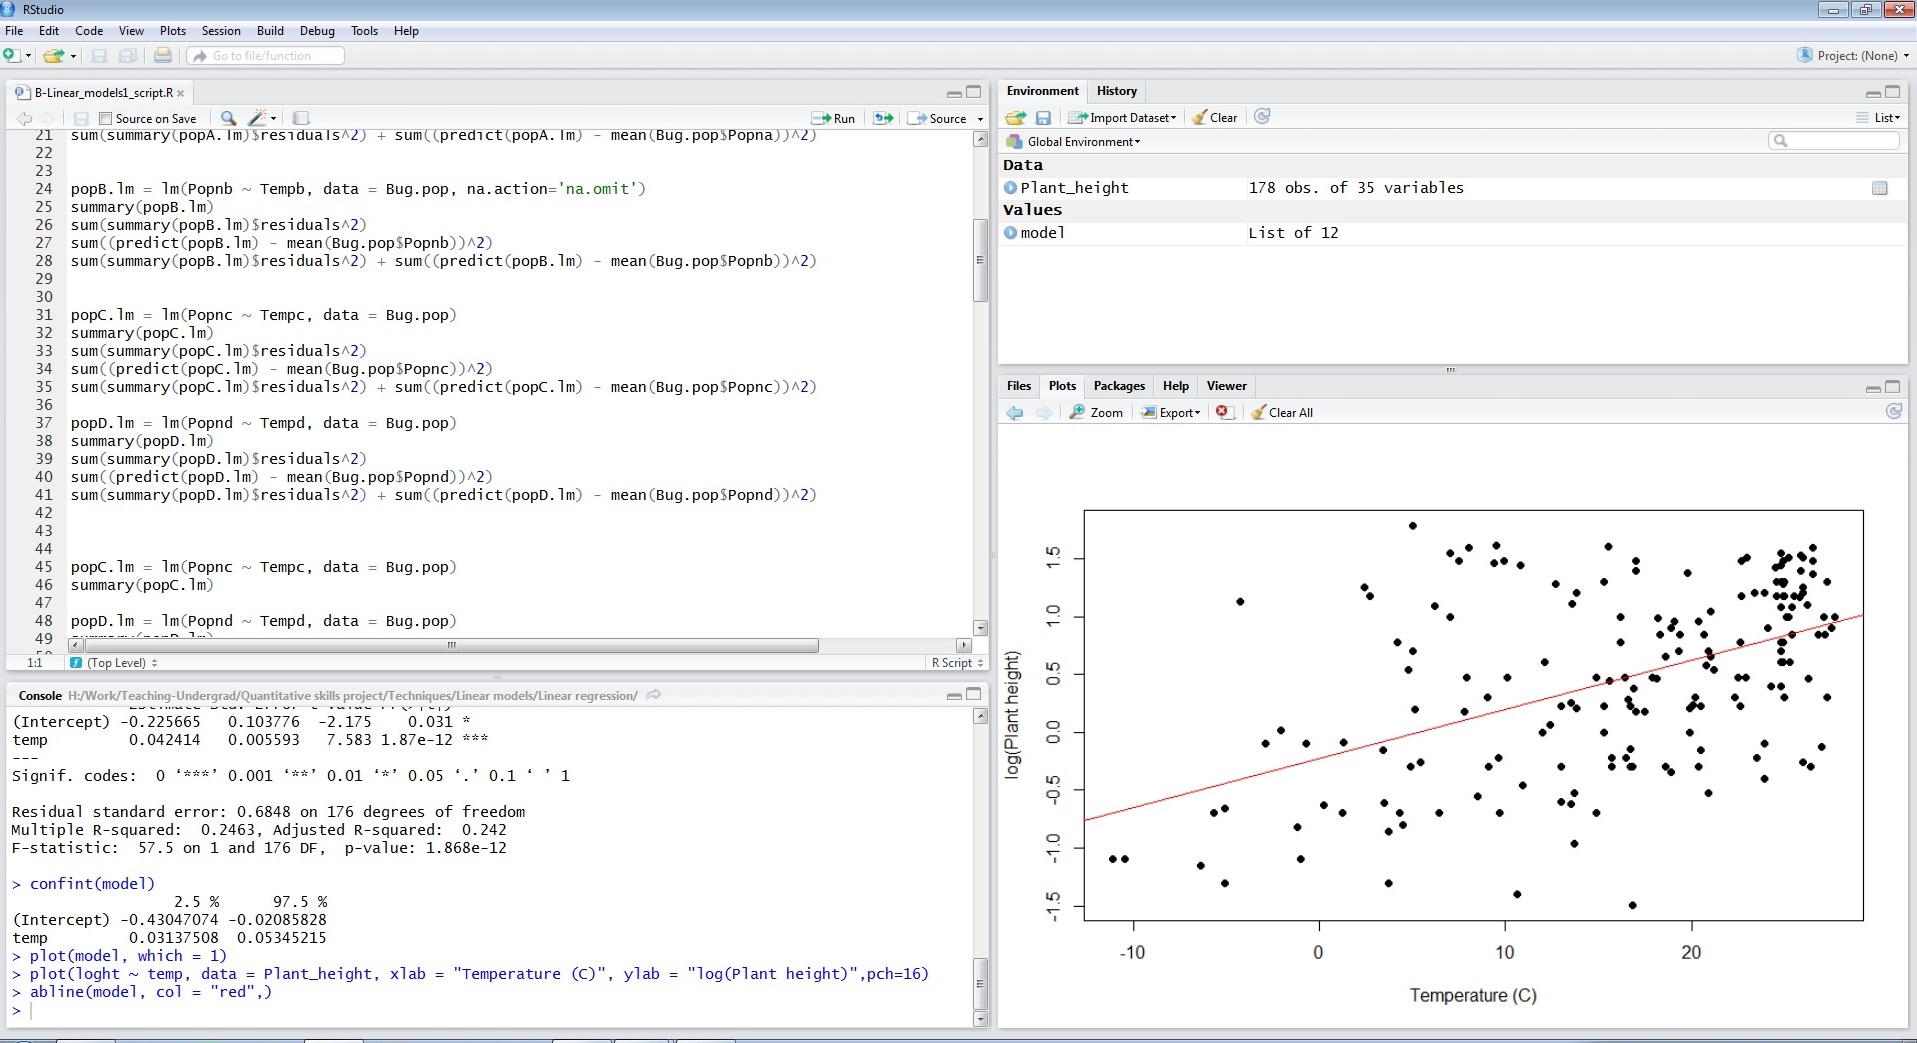 RStudio
File Edit Code View Plots Session Build Debug Tools Help
Go to file/function
Project: (None)
B-Linear_models1_script.R
Source on Save
Run
Source
21 sum(summary(popA.lm)$residuals^2) + sum((predict(popA.lm) - mean(Bug.pop$Popna))^2)
22
23
24 popB.lm = lm(Popnb ~ Tempb, data = Bug.pop, na.action='na.omit')
25 summary(popB.lm)
26 sum(summary(popB.lm)$residuals^2)
27 sum((predict(popB.lm) - mean(Bug.pop$Popnb))^2)
28 sum(summary(popB.lm)$residuals^2) + sum((predict(popB.lm) - mean(Bug.pop$Popnb))^2)
29
30
31 popC.lm = lm(Popnc ~ Tempc, data = Bug.pop)
32 summary(popC.lm)
33 sum(summary(popC.lm)$residuals^2)
34 sum((predict(popC.lm) - mean(Bug.pop$Popnc))^2)
35 sum(summary(popC.lm)$residuals^2) + sum((predict(popC.lm) - mean(Bug.pop$Popnc))^2)
36
37 popD.lm = lm(Popnd ~ Tempd, data = Bug.pop)
38 summary(popD.lm)
39 sum(summary(popD.lm)$residuals^2)
40 sum((predict(popD.lm) - mean(Bug.pop$Popnd))^2)
41 sum(summary(popD.lm)$residuals^2) + sum((predict(popD.lm) - mean(Bug.pop$Popnd))^2)
42
43
44
45 popC.lm = lm(Popnc ~ Tempc, data = Bug.pop)
46 summary(popC.lm)
47
48 popD.lm = lm(Popnd ~ Tempd, data = Bug.pop)
49
1:1 (Top Level) R Script
Console H:/Work/Teaching-Undergrad/Quantitative skills project/Techniques/Linear models/Linear regression/
(Intercept) -0.225665 0.103776 -2.175 0.031 *
temp 0.042414 0.005593 7.583 1.87e-12 ***
---
Signif. codes: 0 ‘***’ 0.001 ‘**’ 0.01 ‘*’ 0.05 ‘.’ 0.1 ‘ ’ 1
Residual standard error: 0.6848 on 176 degrees of freedom
Multiple R-squared: 0.2463, Adjusted R-squared: 0.242
F-statistic: 57.5 on 1 and 176 DF, p-value: 1.868e-12
> confint(model)
2.5 % 97.5 %
(Intercept) -0.43047074 -0.02085828
temp 0.03137508 0.05345215
> plot(model, which = 1)
> plot(loght ~ temp, data = Plant_height, xlab = "Temperature (C)", ylab = "log(Plant height)",pch=16)
> abline(model, col = "red",)
>
Environment History
Import Dataset Clear List
Global Environment
Data
Plant_height 178 obs. of 35 variables
Values
model List of 12
Files Plots Packages Help Viewer
Zoom Export Clear All
log(Plant height)
1.5
1.0
0.5
0.0
-0.5
-1.0
-1.5
-10 0 10 20
Temperature (C)